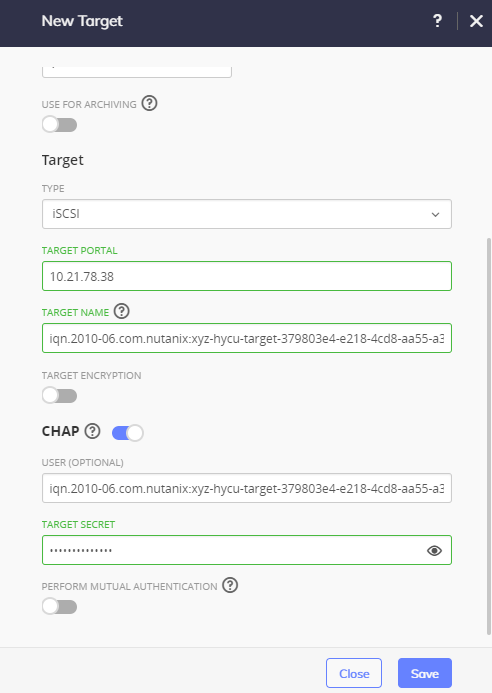 New Target
?
USE FOR ARCHIVING ?
Target
TYPE
iSCSI
TARGET PORTAL
10.21.78.38
TARGET NAME ?
iqn.2010-06.com.nutanix:xyz-hycu-target-379803e4-e218-4cd8-aa55-a3
TARGET ENCRYPTION
CHAP ?
USER (OPTIONAL)
iqn.2010-06.com.nutanix:xyz-hycu-target-379803e4-e218-4cd8-aa55-a3
TARGET SECRET
••••••••••••••
PERFORM MUTUAL AUTHENTICATION ?
Close
Save